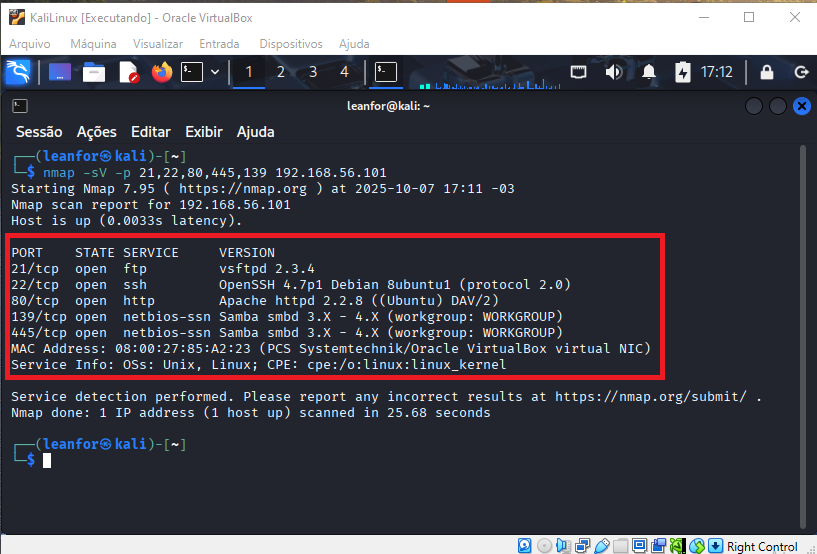 KaliLinux [Executando] - Oracle VirtualBox
Arquivo Máquina Visualizar Entrada Dispositivos Ajuda
1 2 3 4 17:12
leanfor@kali: ~
Sessão Ações Editar Exibir Ajuda
┌──(leanfor㉿kali)-[~]
└─$ nmap -sV -p 21,22,80,445,139 192.168.56.101
Starting Nmap 7.95 ( https://nmap.org ) at 2025-10-07 17:11 -03
Nmap scan report for 192.168.56.101
Host is up (0.0033s latency).
PORT STATE SERVICE VERSION
21/tcp open ftp vsftpd 2.3.4
22/tcp open ssh OpenSSH 4.7p1 Debian 8ubuntu1 (protocol 2.0)
80/tcp open http Apache httpd 2.2.8 ((Ubuntu) DAV/2)
139/tcp open netbios-ssn Samba smbd 3.X - 4.X (workgroup: WORKGROUP)
445/tcp open netbios-ssn Samba smbd 3.X - 4.X (workgroup: WORKGROUP)
MAC Address: 08:00:27:85:A2:23 (PCS Systemtechnik/Oracle VirtualBox virtual NIC)
Service Info: OSs: Unix, Linux; CPE: cpe:/o:linux:linux_kernel
Service detection performed. Please report any incorrect results at https://nmap.org/submit/ .
Nmap done: 1 IP address (1 host up) scanned in 25.68 seconds
┌──(leanfor㉿kali)-[~]
└─$
Right Control